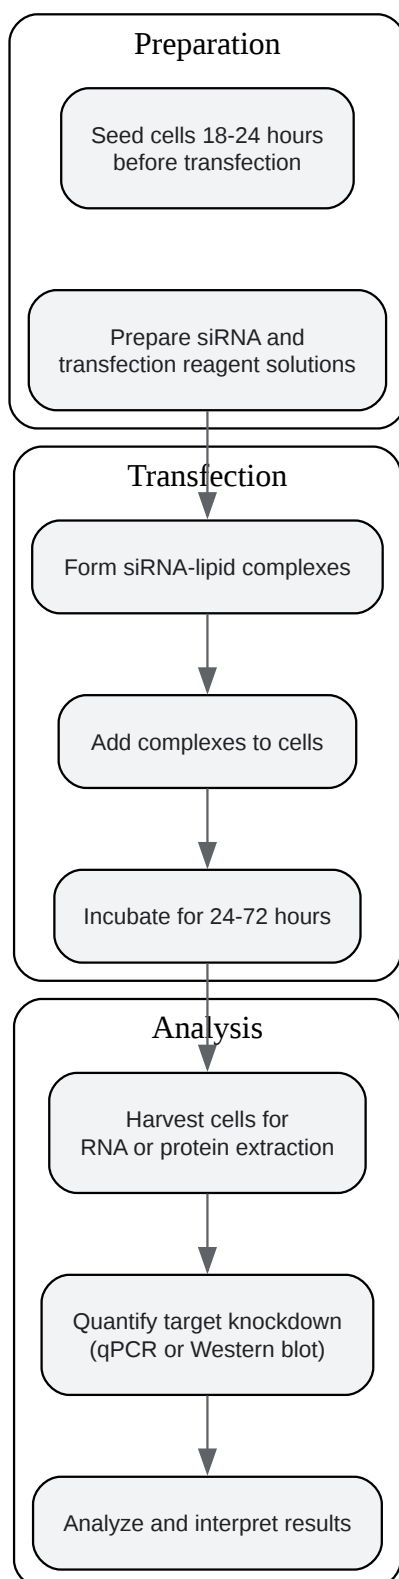 Preparation
Seed cells 18-24 hours
before transfection
Prepare siRNA and
transfection reagent solutions
Transfection
Form siRNA-lipid complexes
Add complexes to cells
Incubate for 24-72 hours
Analysis
Harvest cells for
RNA or protein extraction
Quantify target knockdown
(qPCR or Western blot)
Analyze and interpret results